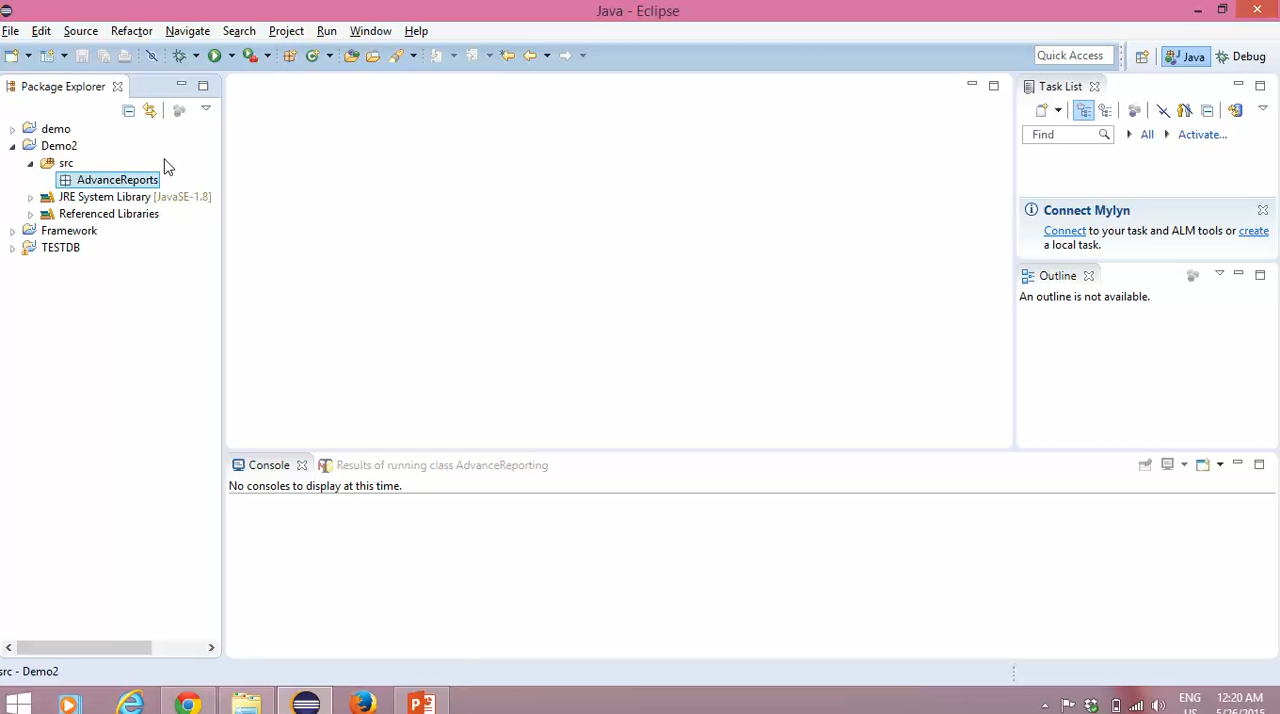 Java - Eclipse
File Edit Source Refactor Navigate Search Project Run Window Help
Quick Access Java Debug
Package Explorer
demo
Demo2
src
AdvanceReports
JRE System Library [JavaSE-1.8]
Referenced Libraries
Framework
TESTDB
Task List
Find All Activate...
Connect Mylyn
Connect to your task and ALM tools or create
a local task.
Outline
An outline is not available.
Console Results of running class AdvanceReporting
No consoles to display at this time.
src - Demo2
ENG 12:20 AM
5/26/2015